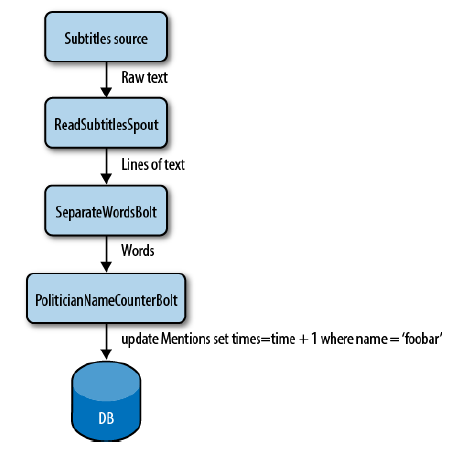 Subtitles source
Raw text
ReadSubtitlesSpout
Lines of text
SeparateWordsBolt
Words
PoliticianNameCounterBolt
update Mentions set times=time + 1 where name = ‘foobar’
DB